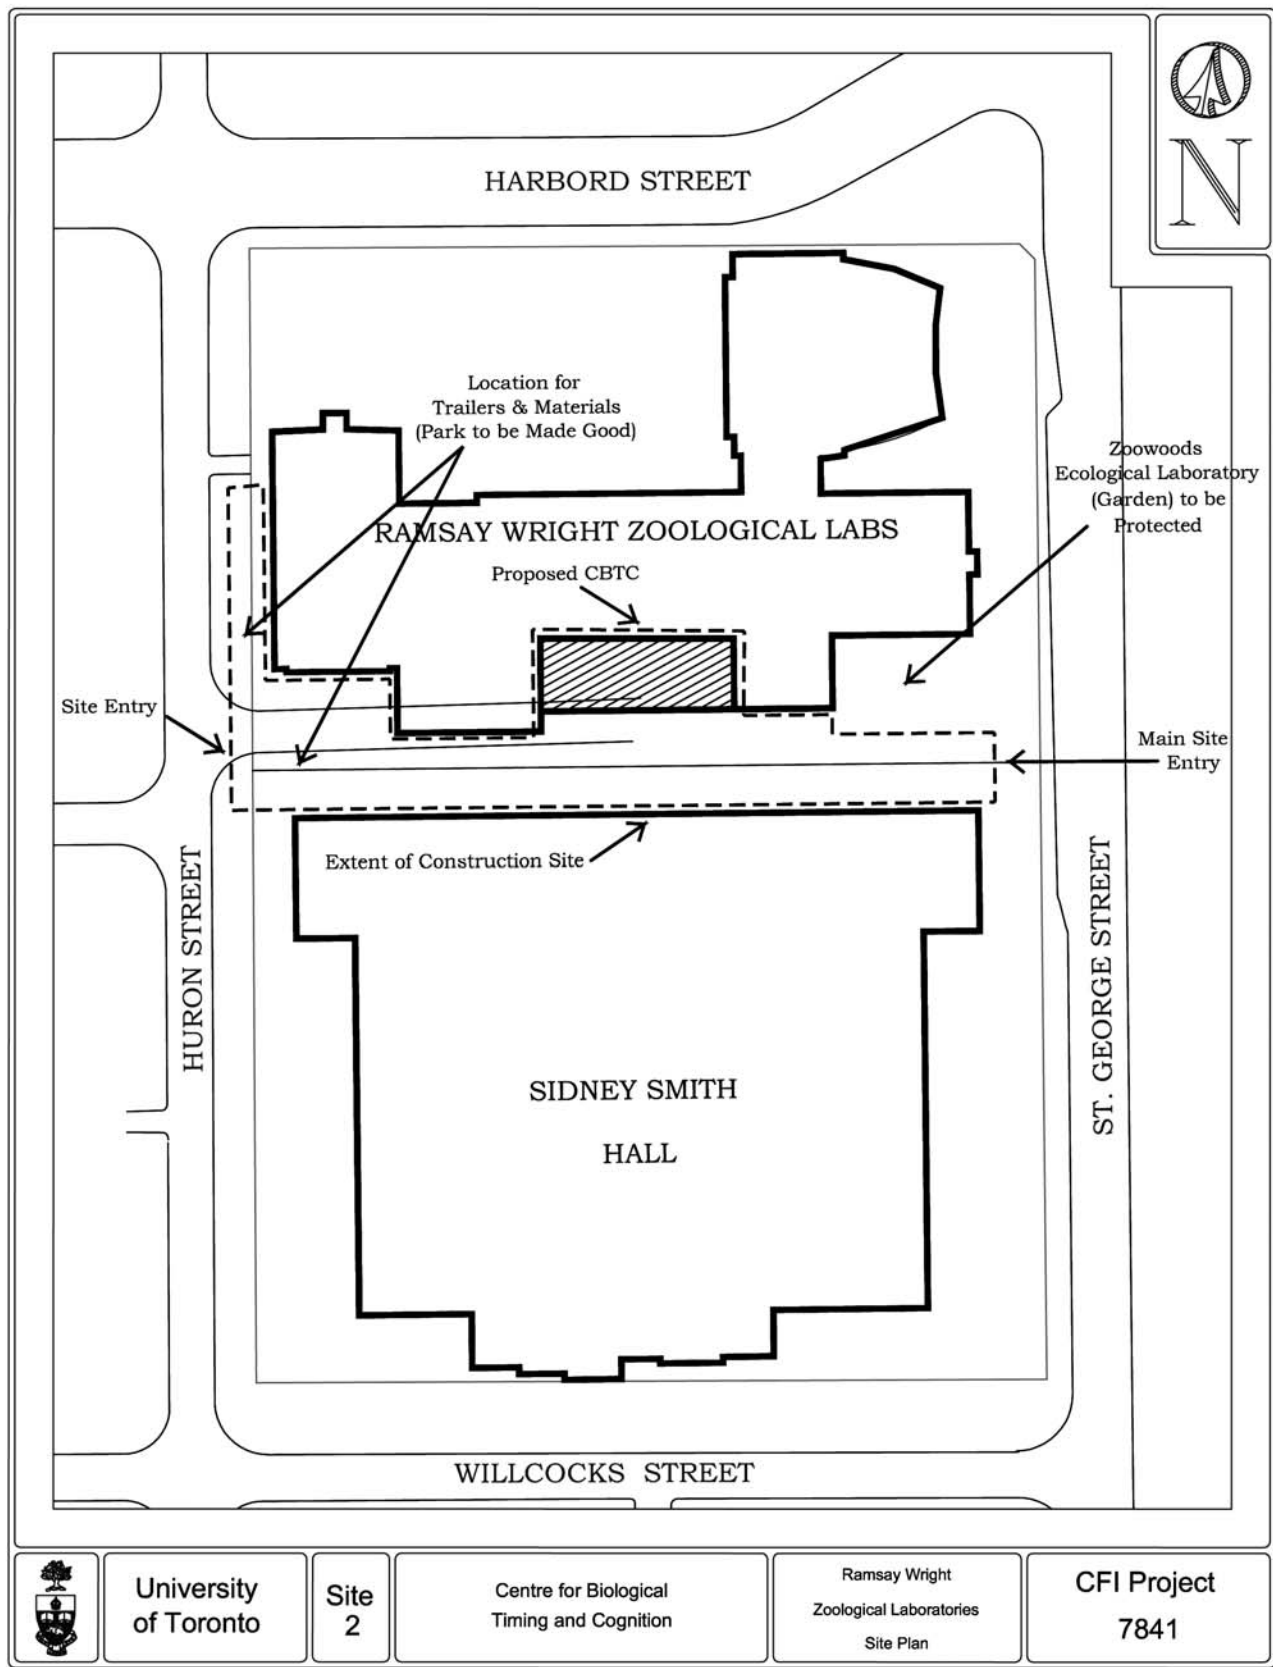 N
HARBORD STREET
Location for
Trailers & Materials
(Park to be Made Good)
Zoowoods
Ecological Laboratory
(Garden) to be
Protected
RAMSAY WRIGHT ZOOLOGICAL LABS
Proposed CBTC
Site Entry
Main Site
Entry
Extent of Construction Site
HURON STREET
ST. GEORGE STREET
SIDNEY SMITH
HALL
WILLCOCKS STREET
University
of Toronto
Site
2
Centre for Biological
Timing and Cognition
Ramsay Wright
Zoological Laboratories
Site Plan
CFI Project
7841